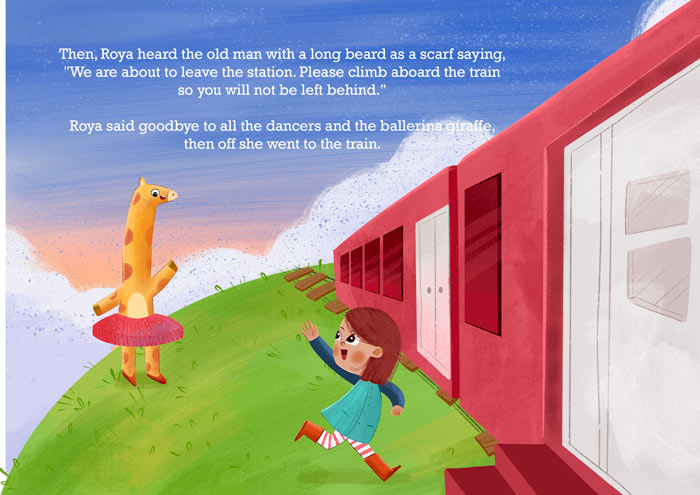 Then, Roya heard the old man with a long beard as a scarf saying,
"We are about to leave the station. Please climb aboard the train
so you will not be left behind."
Roya said goodbye to all the dancers and the ballerina giraffe,
then off she went to the train.